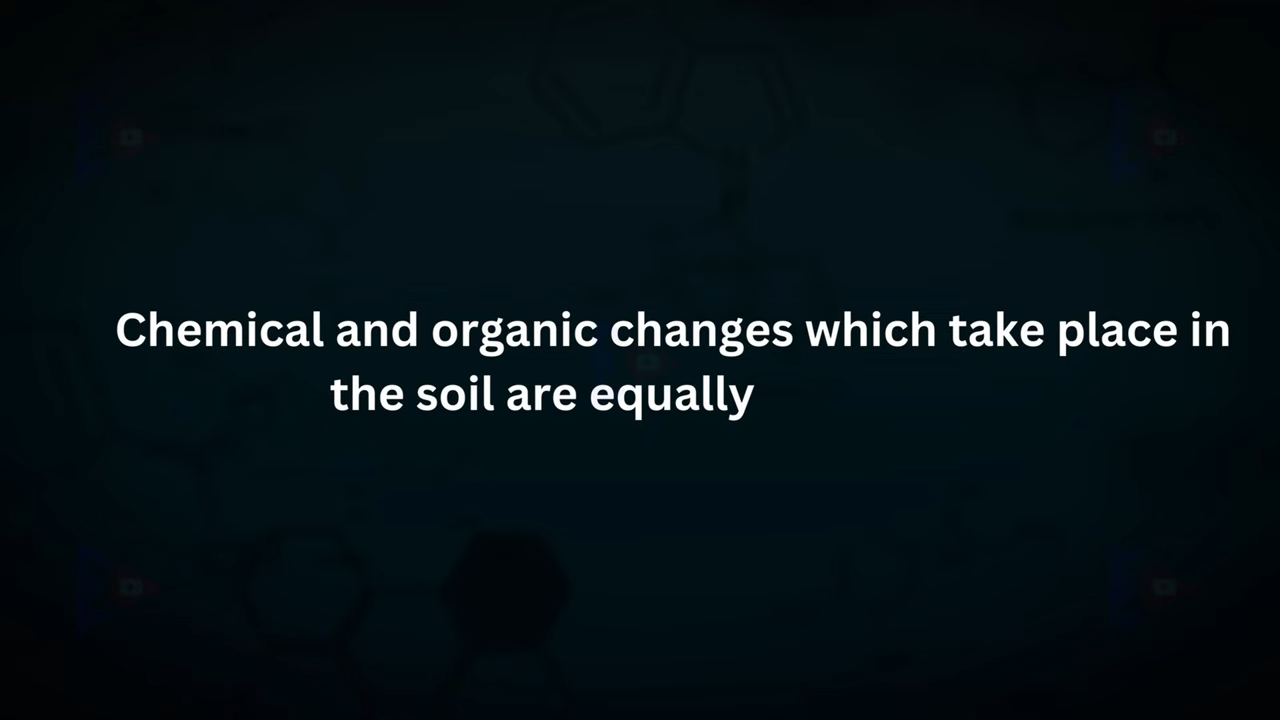 Chemical and organic changes which take place in
the soil are equally